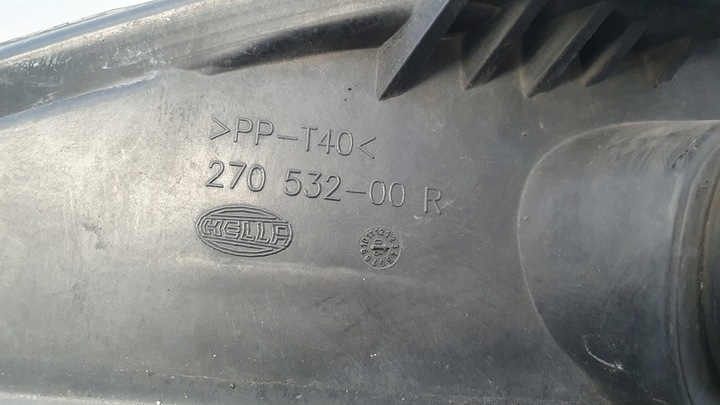 >PP-T40<
270 532-00 R
HELLA